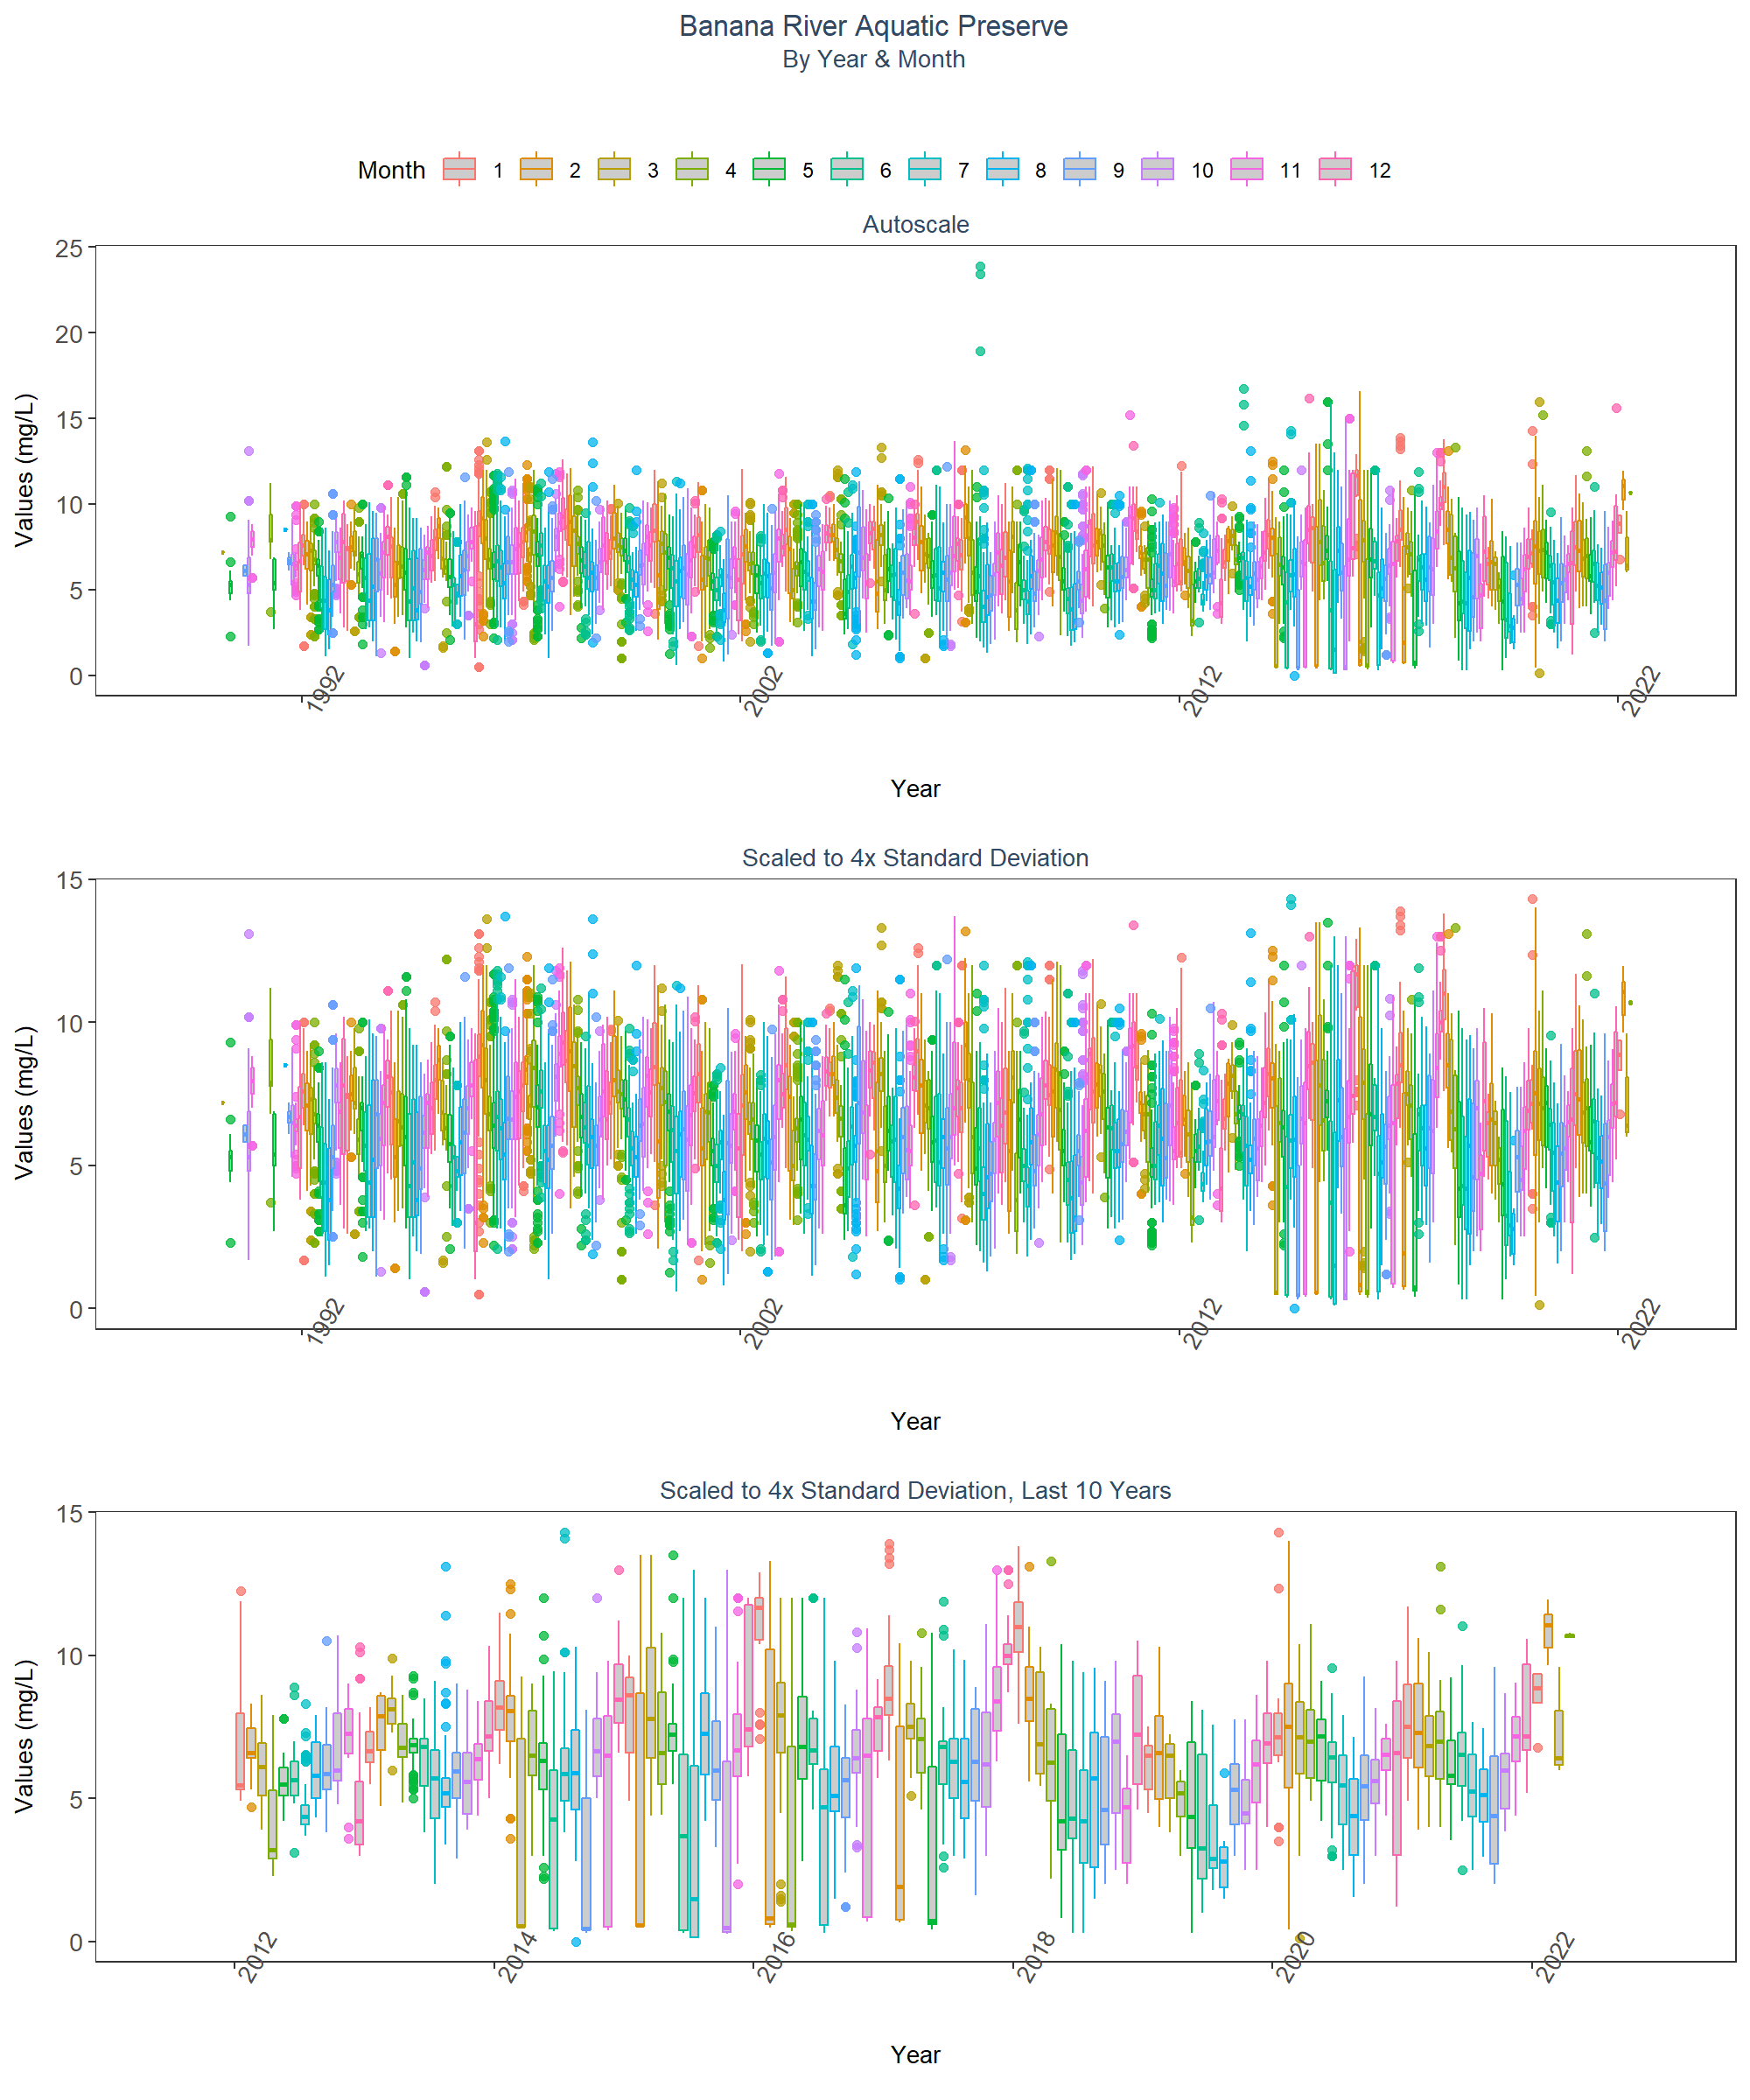 Banana River Aquatic Preserve
By Year & Month
Month 1 2 3 4 5 6 7 8 9 10 11 12
Autoscale
25
20
15
10
5
0
Values (mg/L)
1992 2002 2012 2022
Year
Scaled to 4x Standard Deviation
15
10
5
0
Values (mg/L)
1992 2002 2012 2022
Year
Scaled to 4x Standard Deviation, Last 10 Years
15
10
5
0
Values (mg/L)
2012 2014 2016 2018 2020 2022
Year